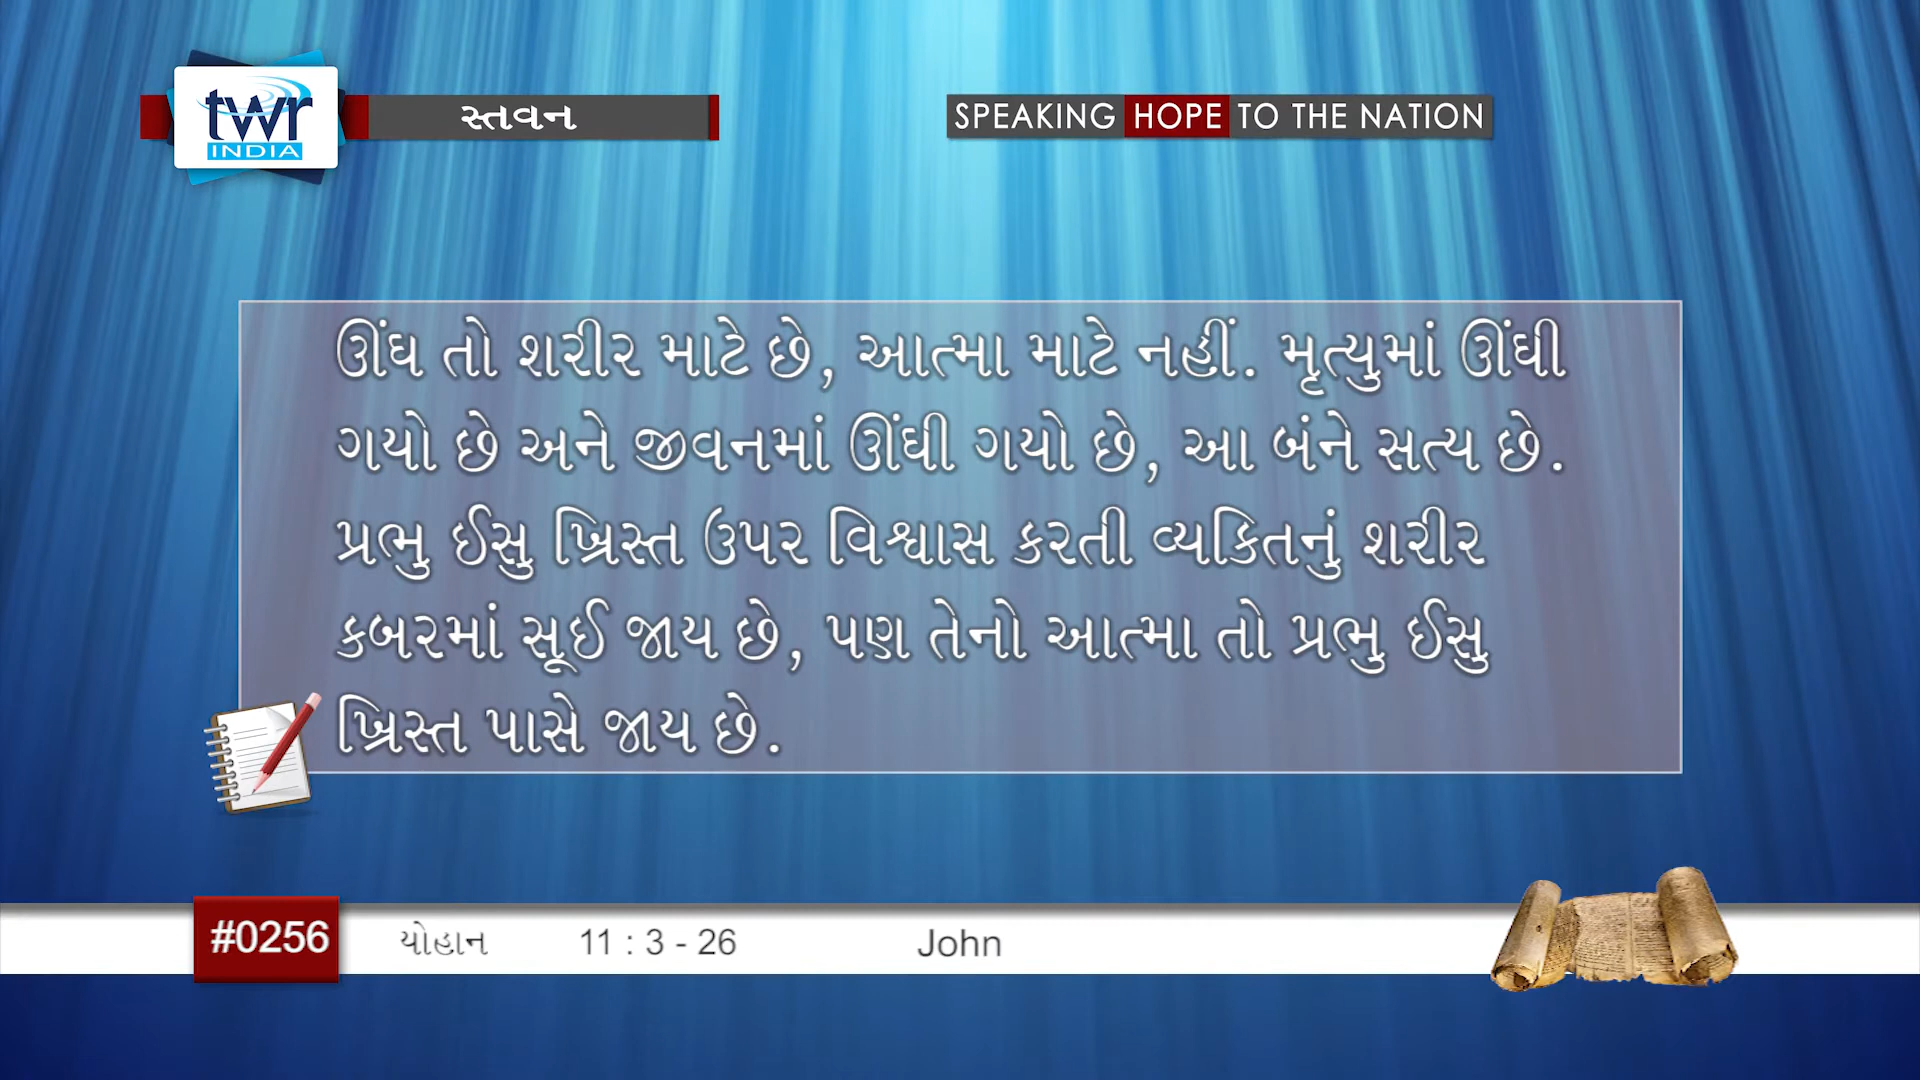 twr
INDIA
સ્તવન
SPEAKING HOPE TO THE NATION
ઊંઘ તો શરીર માટે છે, આત્મા માટે નહીં. મૃત્યુમાં ઊંઘી
ગયો છે અને જીવનમાં ઊંઘી ગયો છે, આ બંને સત્ય છે.
પ્રભુ ઈસુ ખ્રિસ્ત ઉપર વિશ્વાસ કરતી વ્યકિતનું શરીર
કબરમાં સૂઈ જાય છે, પણ તેનો આત્મા તો પ્રભુ ઈસુ
ખ્રિસ્ત પાસે જાય છે.
#0256 યોહાન 11 : 3 - 26 John